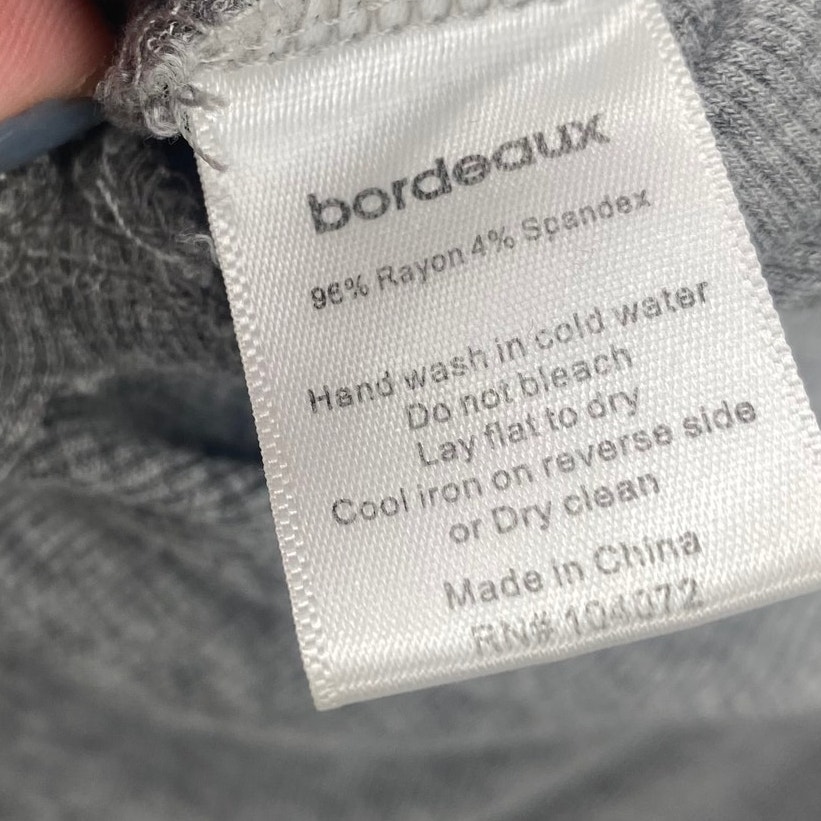 bordeaux
96% Rayon 4% Spandex
Hand wash in cold water
Do not bleach
Lay flat to dry
Cool iron on reverse side
or Dry clean
Made in China
RN# 104072